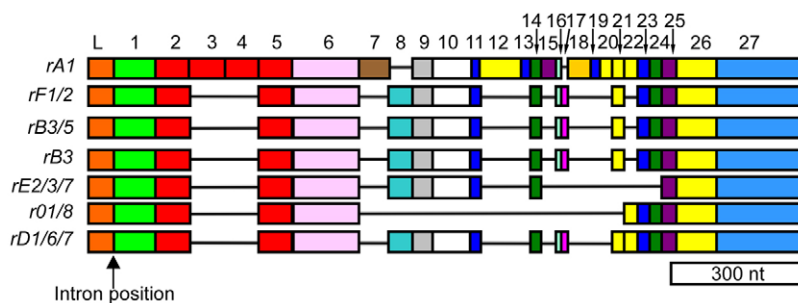 14 16 17 19 21 23 25
L 1 2 3 4 5 6 7 8 9 10 11 12 13 15 18 20 22 24 26 27
rA1
rF1/2
rB3/5
rB3
rE2/3/7
r01/8
rD1/6/7
300 nt
Intron position